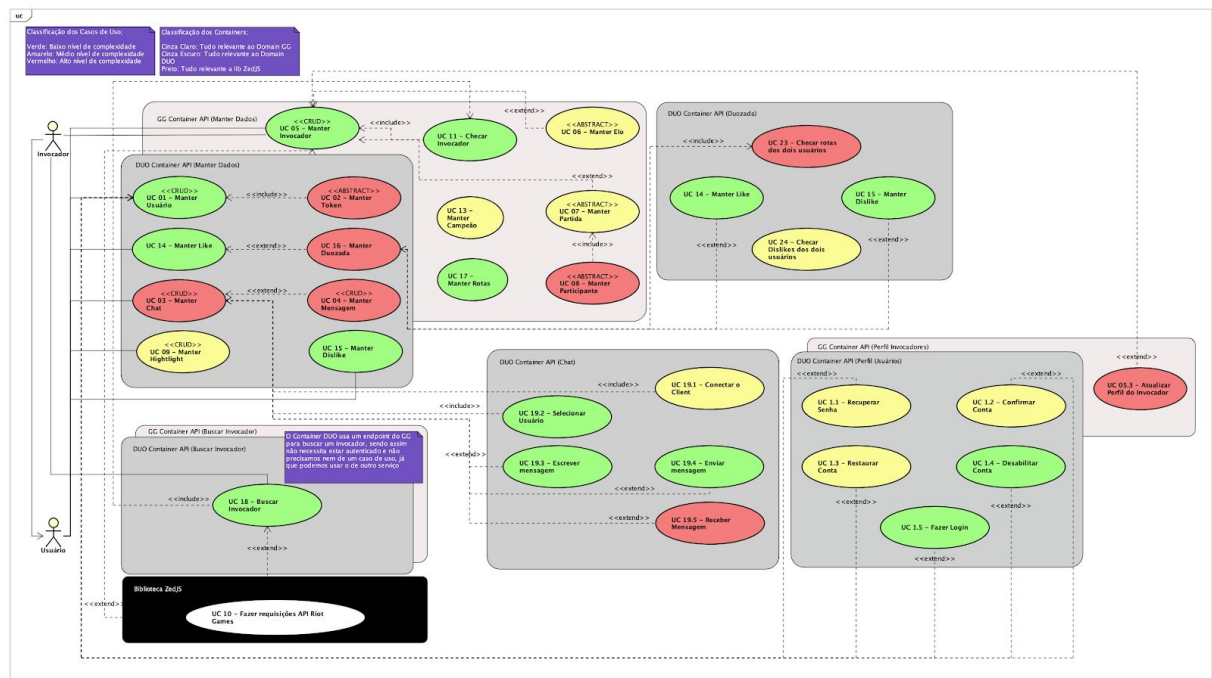 uc
Classificação dos Casos de Uso;
Verde: Baixo nível de complexidade
Amarelo: Médio nível de complexidade
Vermelho: Alto nível de complexidade
Classificação dos Containers;
Cinza Claro: Tudo relevante ao Domain GG
Cinza Escuro: Tudo relevante ao Domain
DUO
Preto: Tudo relevante a lib ZedJS
Invocador
Usuário
GG Container API (Manter Dados)
<<CRUD>>
UC 05 - Manter
Invocador
<<include>>
UC 11 - Checar
Invocador
<<extend>>
<<ABSTRACT>>
UC 06 - Manter Elo
<<extend>>
UC 13 -
Manter
Campeão
<<ABSTRACT>>
UC 07 - Manter
Partida
<<include>>
UC 17 -
Manter Rotas
<<ABSTRACT>>
UC 08 - Manter
Participante
DUO Container API (Manter Dados)
<<CRUD>>
UC 01 - Manter
Usuário
<<include>>
<<ABSTRACT>>
UC 02 - Manter
Token
UC 14 - Manter Like
<<extend>>
UC 16 - Manter
Duozada
<<CRUD>>
UC 03 - Manter
Chat
<<extend>>
<<CRUD>>
UC 04 - Manter
Mensagem
<<CRUD>>
UC 09 - Manter
Hightlight
UC 15 - Manter
Dislike
DUO Container API (Duozada)
<<include>>
UC 23 - Checar rotas
dos dois usuários
UC 14 - Manter Like
UC 15 - Manter
Dislike
<<extend>>
<<extend>>
UC 24 - Checar
Dislikes dos dois
usuários
GG Container API (Buscar Invocador)
DUO Container API (Buscar Invocador)
O Container DUO usa um endpoint do GG
para buscar um invocador, sendo assim
não necessita estar autenticado e não
precisamos nem de um caso de uso, já
que podemos usar o de outro serviço
<<include>>
UC 18 - Buscar
Invocador
<<extend>>
Biblioteca ZedJS
<<extend>>
UC 10 - Fazer requisições API Riot
Games
DUO Container API (Chat)
<<include>>
UC 19.1 - Conectar o
Client
<<include>>
UC 19.2 - Selecionar
Usuário
<<extend>>
UC 19.3 - Escrever
mensagem
UC 19.4 - Enviar
mensagem
<<extend>>
<<extend>>
UC 19.5 - Receber
Mensagem
GG Container API (Perfil Invocadores)
<<extend>>
UC 05.3 - Atualizar
Perfil do Invocador
DUO Container API (Perfil Usuários)
<<extend>>
<<extend>>
UC 1.1 - Recuperar
Senha
UC 1.2 - Confirmar
Conta
UC 1.3 - Restaurar
Conta
UC 1.4 - Desabilitar
Conta
<<extend>>
<<extend>>
UC 1.5 - Fazer Login
<<extend>>